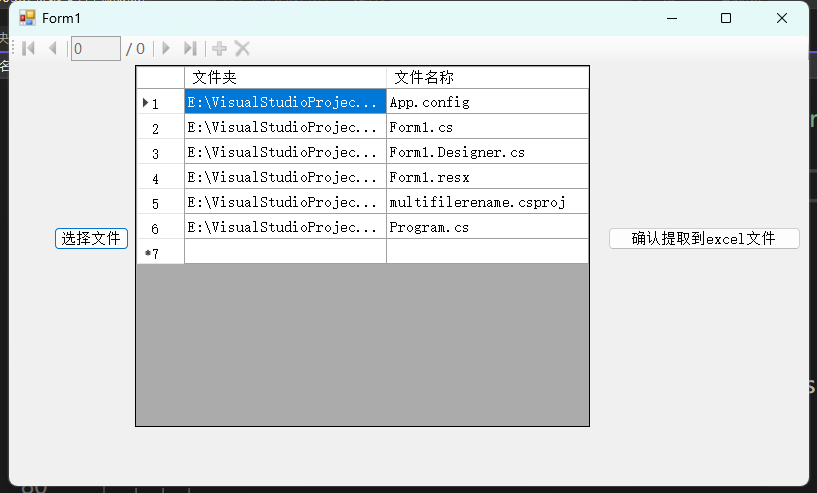 Form1
0 / 0
文件夹 文件名称
1 E:\VisualStudioProjec... App.config
2 E:\VisualStudioProjec... Form1.cs
3 E:\VisualStudioProjec... Form1.Designer.cs
4 E:\VisualStudioProjec... Form1.resx
5 E:\VisualStudioProjec... multifilerename.csproj
6 E:\VisualStudioProjec... Program.cs
*7
选择文件
确认提取到excel文件